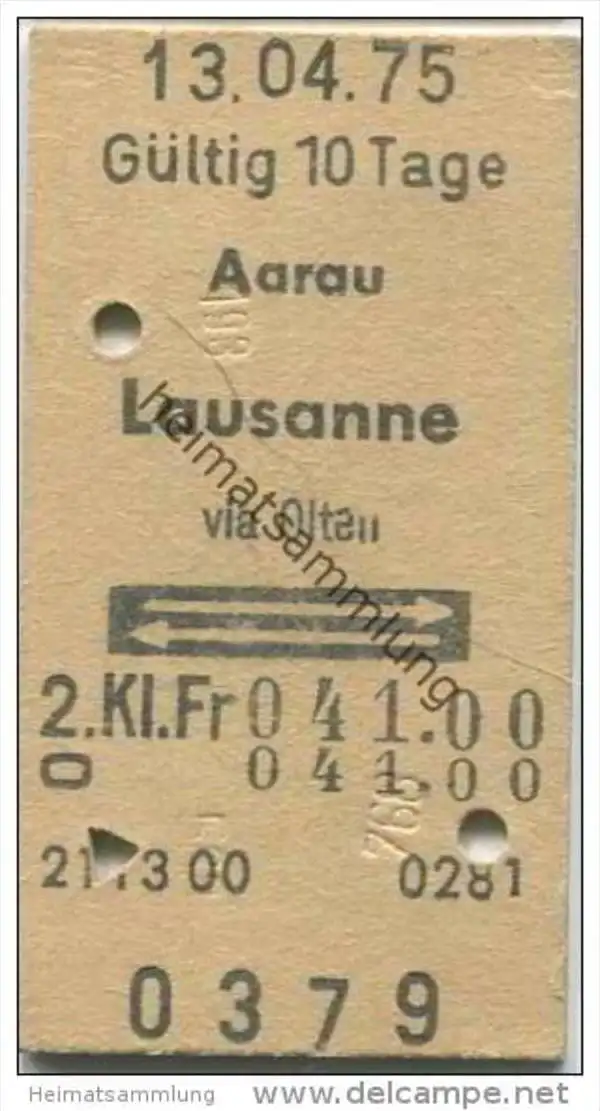 13.04.75
Gültig 10 Tage
Aarau
Lausanne
via Olten
2.Kl.Fr 041.00
0 041.00
00
0281
0379
heimatsammlung
Heimatsammlung
www.delcampe.net